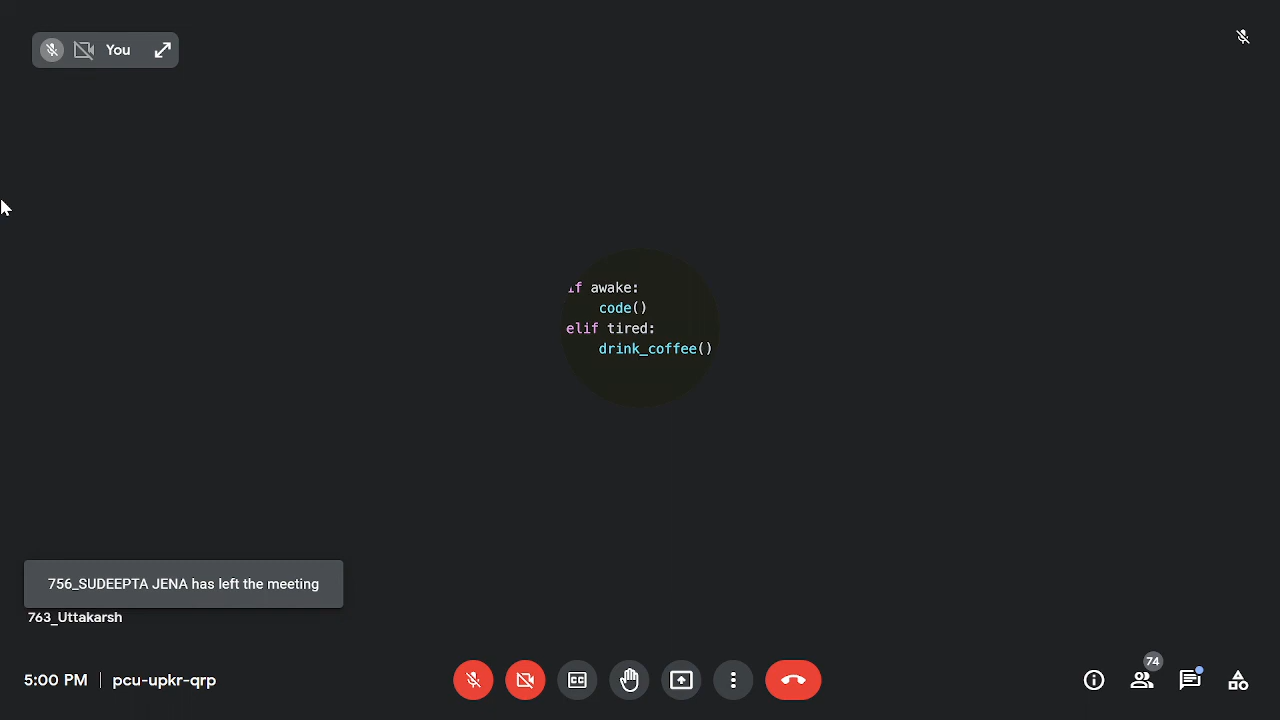 You
if awake:
code()
elif tired:
drink_coffee()
756_SUDEEPTA JENA has left the meeting
763_Uttakarsh
5:00 PM | pcu-upkr-qrp
CC
74